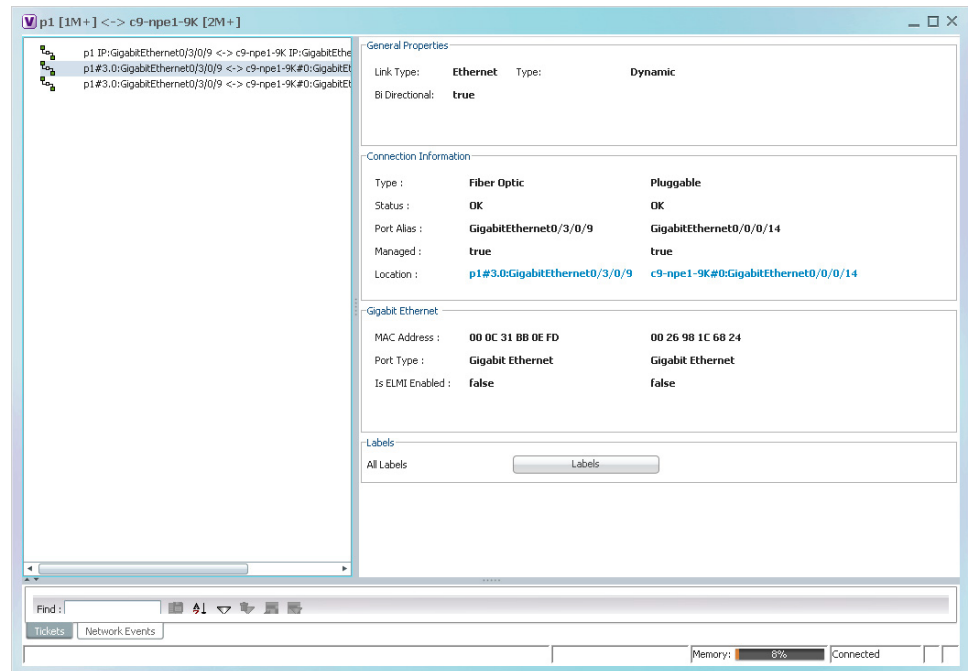 V p1 [1M+] <-> c9-npe1-9K [2M+]
p1 IP:GigabitEthernet0/3/0/9 <-> c9-npe1-9K IP:GigabitEthe
p1#3.0:GigabitEthernet0/3/0/9 <-> c9-npe1-9K#0:GigabitEt
p1#3.0:GigabitEthernet0/3/0/9 <-> c9-npe1-9K#0:GigabitEt
General Properties
Link Type: Ethernet Type: Dynamic
Bi Directional: true
Connection Information
Type : Fiber Optic Pluggable
Status : OK OK
Port Alias : GigabitEthernet0/3/0/9 GigabitEthernet0/0/0/14
Managed : true true
Location : p1#3.0:GigabitEthernet0/3/0/9 c9-npe1-9K#0:GigabitEthernet0/0/0/14
Gigabit Ethernet
MAC Address : 00 0C 31 BB 0E FD 00 26 98 1C 68 24
Port Type : Gigabit Ethernet Gigabit Ethernet
Is ELMI Enabled : false false
Labels
All Labels Labels
Find :
Tickets Network Events
Memory: 8% Connected